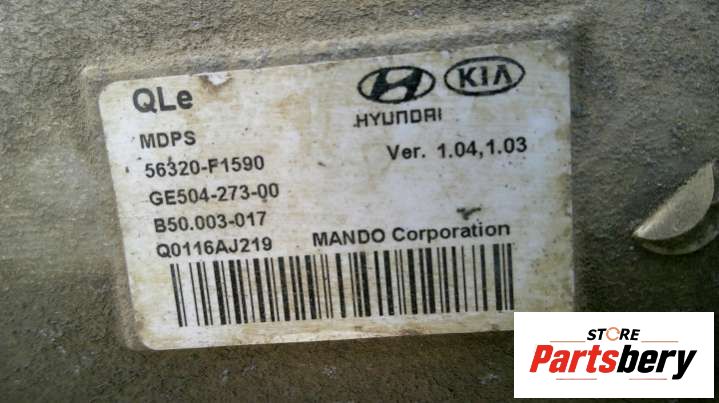 QLe
HYUNDAI
KIA
MDPS
56320-F1590
Ver. 1.04,1.03
GE504-273-00
B50.003-017
Q0116AJ219
MANDO Corporation
STORE
Partsbery